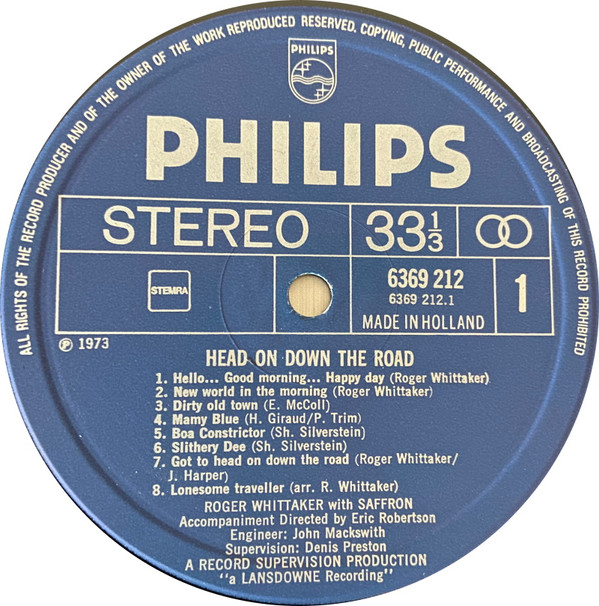 ALL RIGHTS OF THE RECORD PRODUCER AND OF THE OWNER OF THE WORK REPRODUCED RESERVED. COPYING, PUBLIC PERFORMANCE AND BROADCASTING OF THIS RECORD PROHIBITED
PHILIPS
PHILIPS
STEREO 33 1/3
STEMRA 6369 212 1
6369 212.1
MADE IN HOLLAND
℗ 1973
HEAD ON DOWN THE ROAD
1. Hello... Good morning... Happy day (Roger Whittaker)
2. New world in the morning (Roger Whittaker)
3. Dirty old town (E. McColl)
4. Mamy Blue (H. Giraud/P. Trim)
5. Boa Constrictor (Sh. Silverstein)
6. Slithery Dee (Sh. Silverstein)
7. Got to head on down the road (Roger Whittaker/
J. Harper)
8. Lonesome traveller (arr. R. Whittaker)
ROGER WHITTAKER with SAFFRON
Accompaniment Directed by Eric Robertson
Engineer: John Mackswith
Supervision: Denis Preston
A RECORD SUPERVISION PRODUCTION
"a LANSDOWNE Recording"